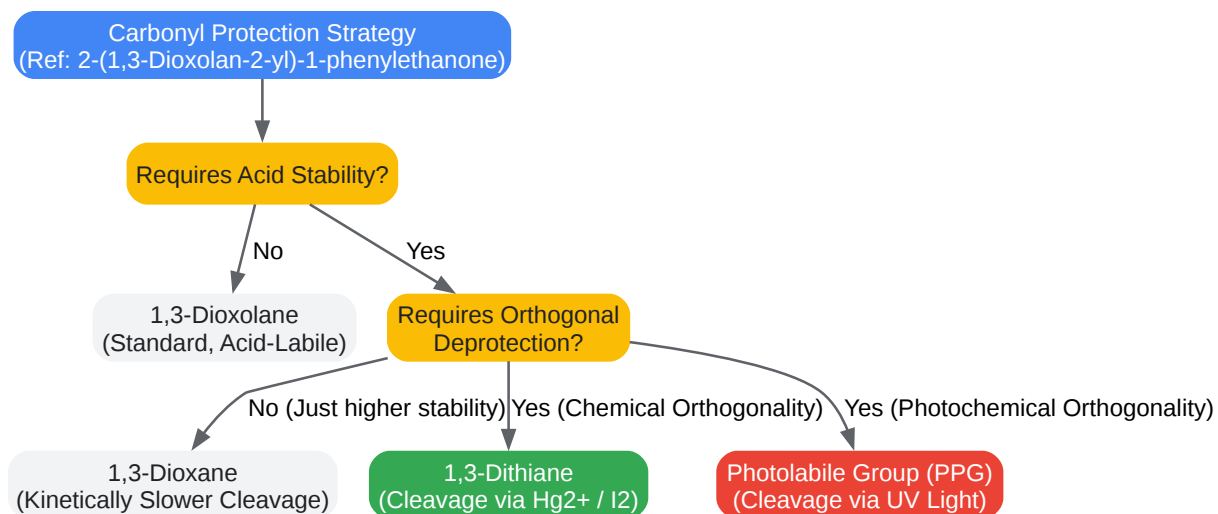 Carbonyl Protection Strategy
(Ref: 2-(1,3-Dioxolan-2-yl)-1-phenylethanone)
Requires Acid Stability?
No
Yes
1,3-Dioxolane
(Standard, Acid-Labile)
Requires Orthogonal
Deprotection?
No (Just higher stability)
Yes (Chemical Orthogonality)
Yes (Photochemical Orthogonality)
1,3-Dioxane
(Kinetically Slower Cleavage)
1,3-Dithiane
(Cleavage via Hg2+ / I2)
Photolabile Group (PPG)
(Cleavage via UV Light)